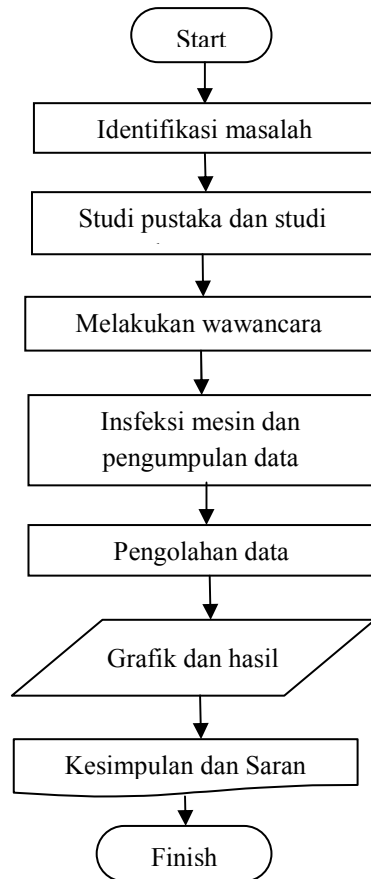 Start
Identifikasi masalah
Studi pustaka dan studi
Melakukan wawancara
Insfeksi mesin dan
pengumpulan data
Pengolahan data
Grafik dan hasil
Kesimpulan dan Saran
Finish